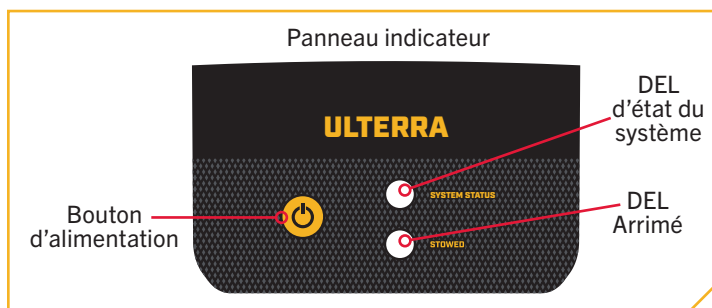 Panneau indicateur
DEL
d'état du
système
ULTERRA
SYSTEM STATUS
Bouton
d'alimentation
DEL
Arrimé
STOWED